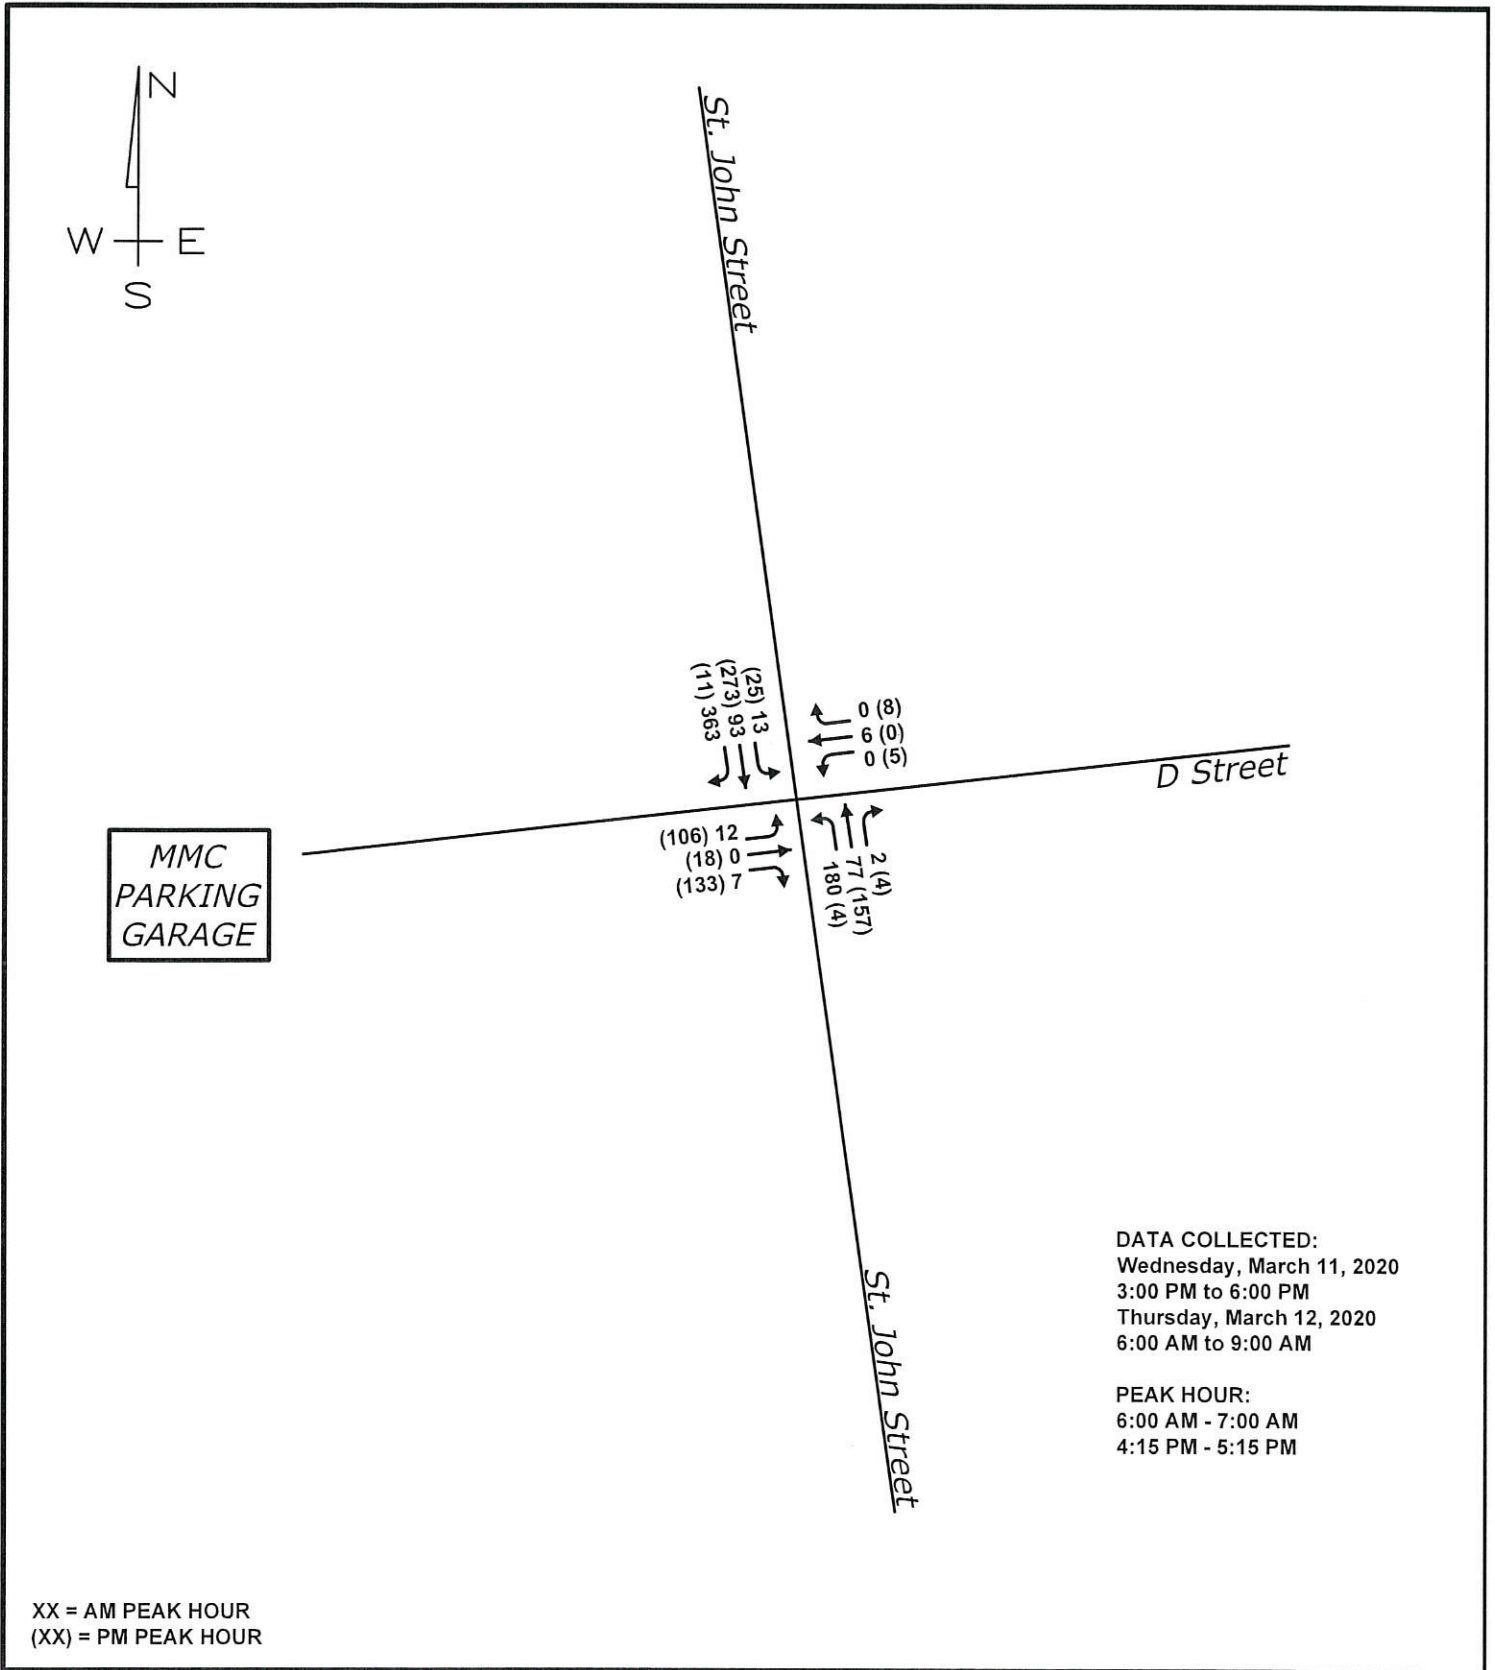 N
W E
S
St. John Street
(11) 363
(273) 93
(25) 13
0 (8)
6 (0)
0 (5)
D Street
MMC
PARKING
GARAGE
(106) 12
(18) 0
(133) 7
180 (4)
77 (157)
2 (4)
St. John Street
DATA COLLECTED:
Wednesday, March 11, 2020
3:00 PM to 6:00 PM
Thursday, March 12, 2020
6:00 AM to 9:00 AM
PEAK HOUR:
6:00 AM - 7:00 AM
4:15 PM - 5:15 PM
XX = AM PEAK HOUR
(XX) = PM PEAK HOUR